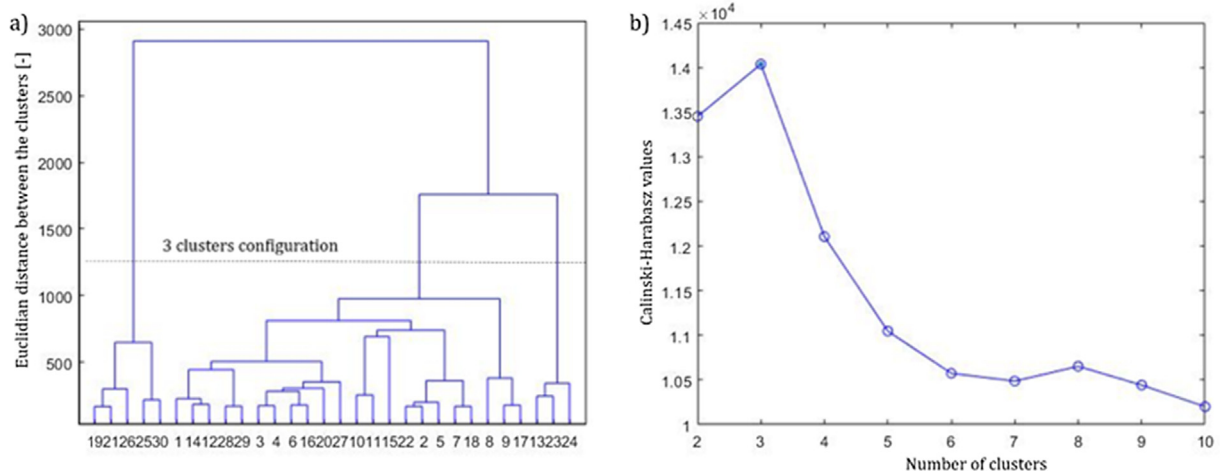 a)
Euclidian distance between the clusters [-]
3000
2500
2000
1500
1000
500
3 clusters configuration
19 21 26 25 30 1 14 12 28 29 3 4 6 16 20 27 10 11 15 22 2 5 7 18 8 9 17 13 23 24
b)
×10⁴
Calinski-Harabasz values
1.45
1.4
1.35
1.3
1.25
1.2
1.15
1.1
1.05
1
2 3 4 5 6 7 8 9 10
Number of clusters